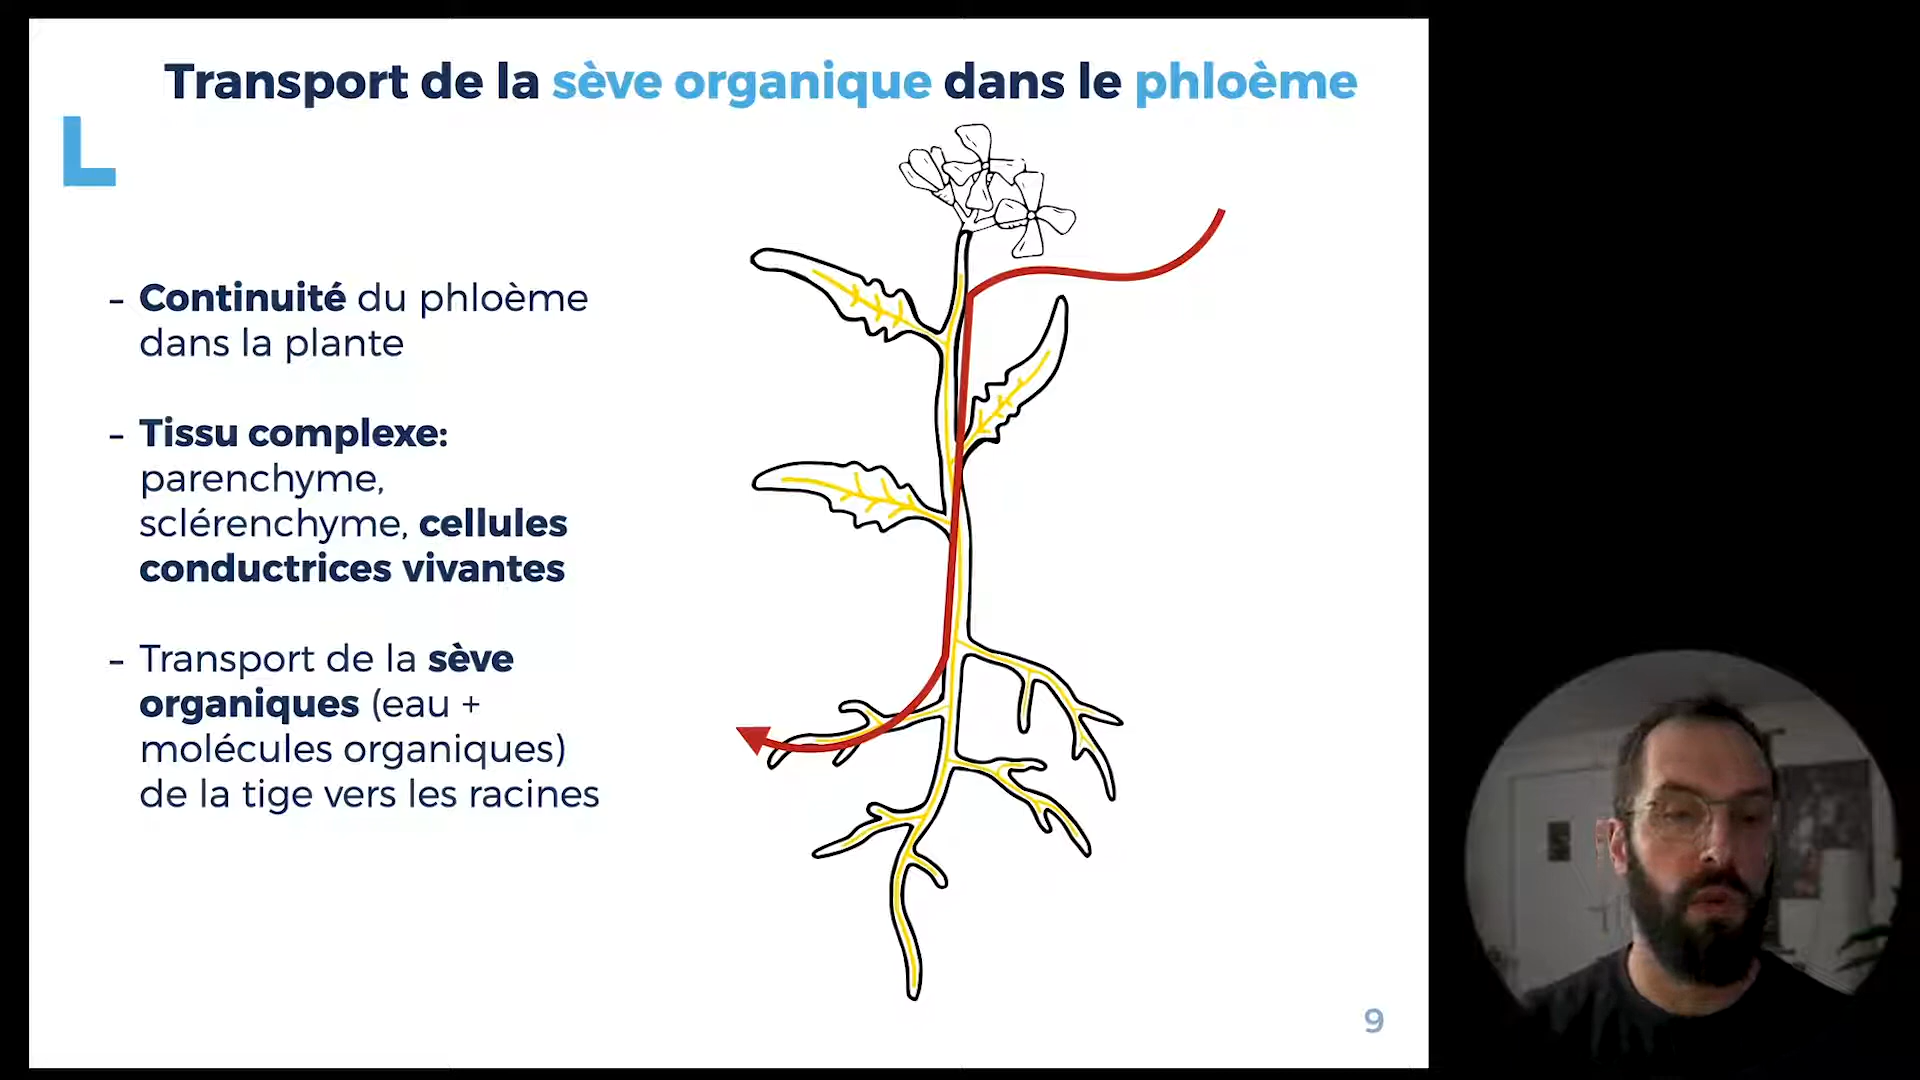 Transport de la sève organique dans le phloème
L
- Continuité du phloème
dans la plante
- Tissu complexe:
parenchyme,
sclérenchyme, cellules
conductrices vivantes
- Transport de la sève
organiques (eau +
molécules organiques)
de la tige vers les racines
9